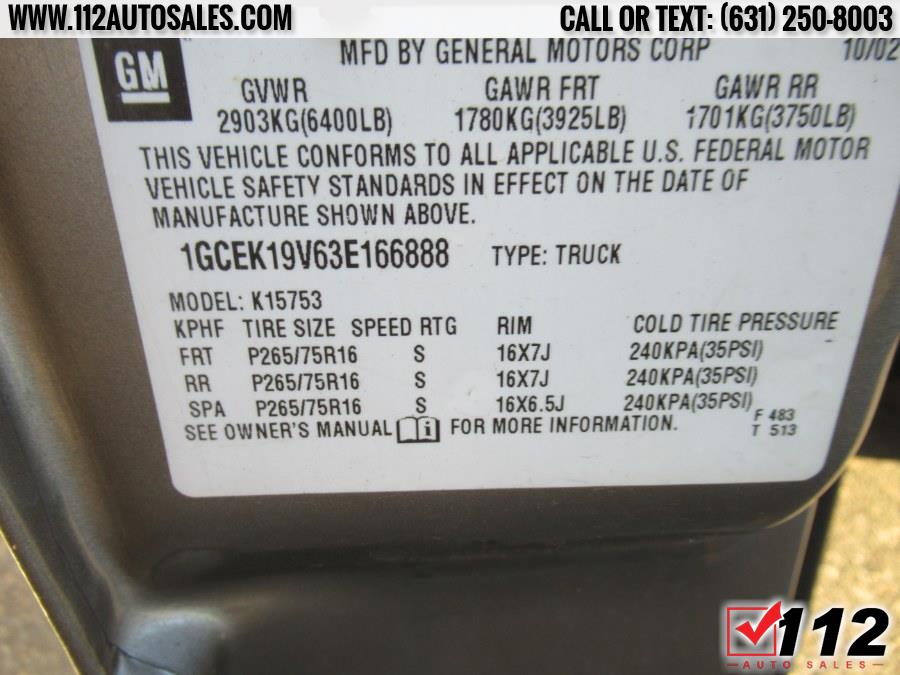 WWW.112AUTOSALES.COM CALL OR TEXT: (631) 250-8003
GM
MFD BY GENERAL MOTORS CORP 10/02
GVWR GAWR FRT GAWR RR
2903KG(6400LB) 1780KG(3925LB) 1701KG(3750LB)
THIS VEHICLE CONFORMS TO ALL APPLICABLE U.S. FEDERAL MOTOR
VEHICLE SAFETY STANDARDS IN EFFECT ON THE DATE OF
MANUFACTURE SHOWN ABOVE.
1GCEK19V63E166888 TYPE: TRUCK
MODEL: K15753
KPHF TIRE SIZE SPEED RTG RIM COLD TIRE PRESSURE
FRT P265/75R16 S 16X7J 240KPA(35PSI)
RR P265/75R16 S 16X7J 240KPA(35PSI)
SPA P265/75R16 S 16X6.5J 240KPA(35PSI)
SEE OWNER'S MANUAL i FOR MORE INFORMATION.
F 483
T 513
112
AUTO SALES